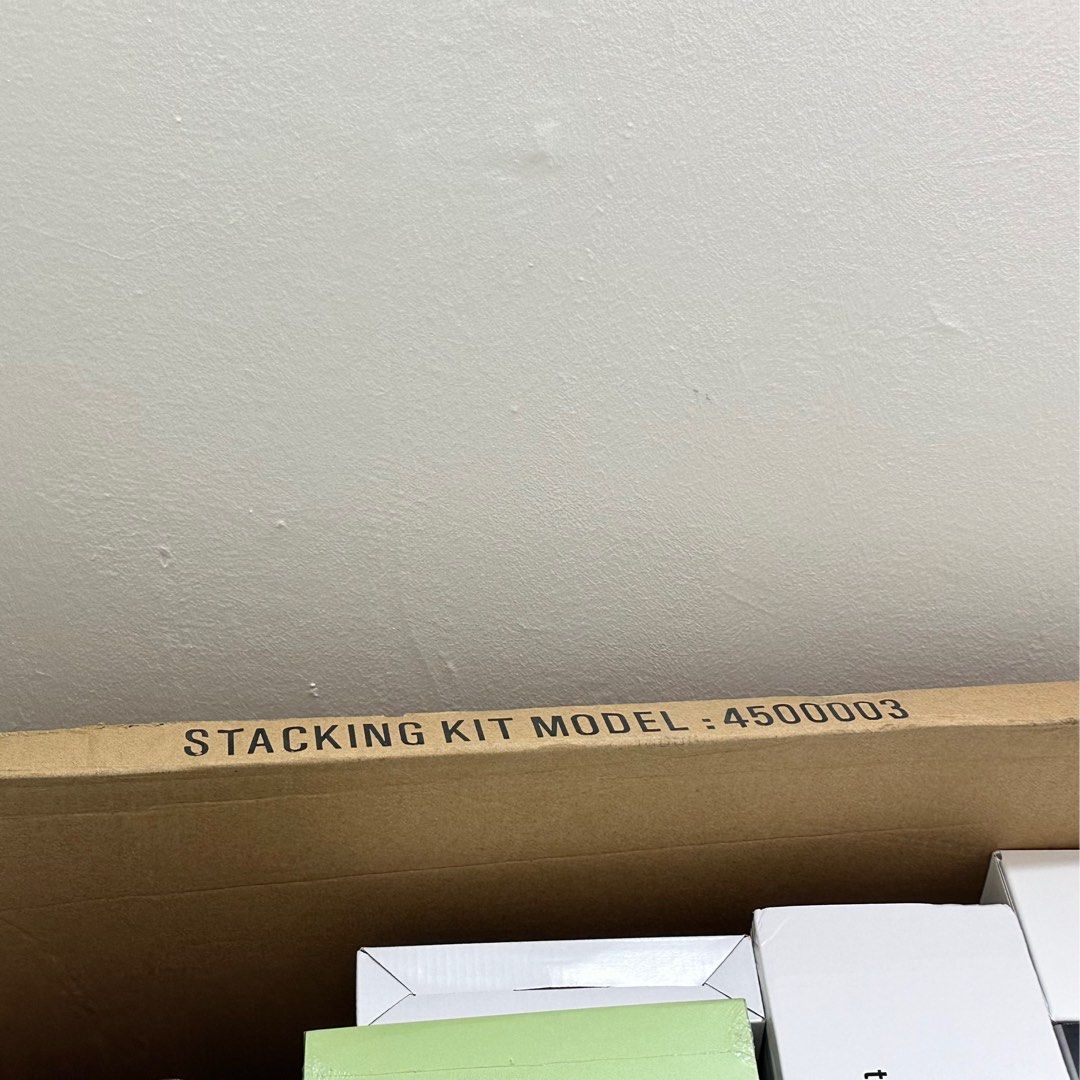 STACKING KIT MODEL : 4500003
t